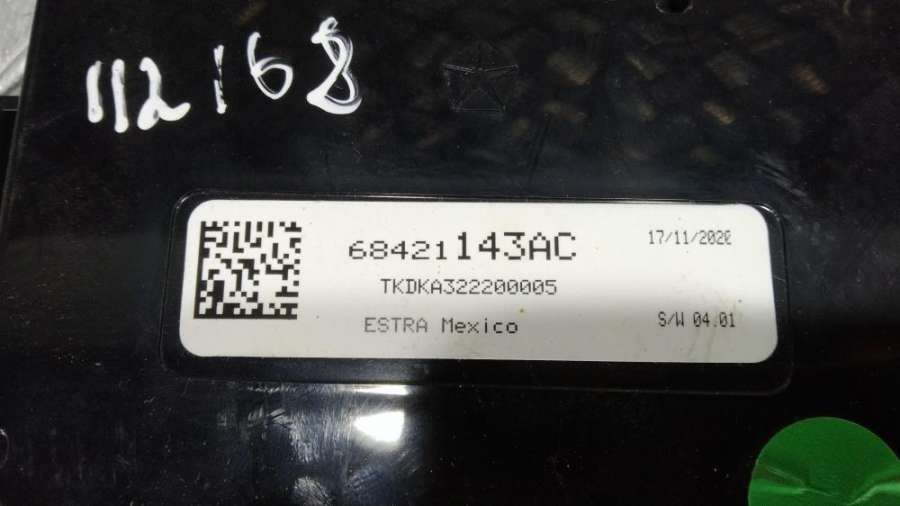 112168
68421143AC
17/11/2020
TKDKA322200005
ESTRA Mexico
S/W 04.01